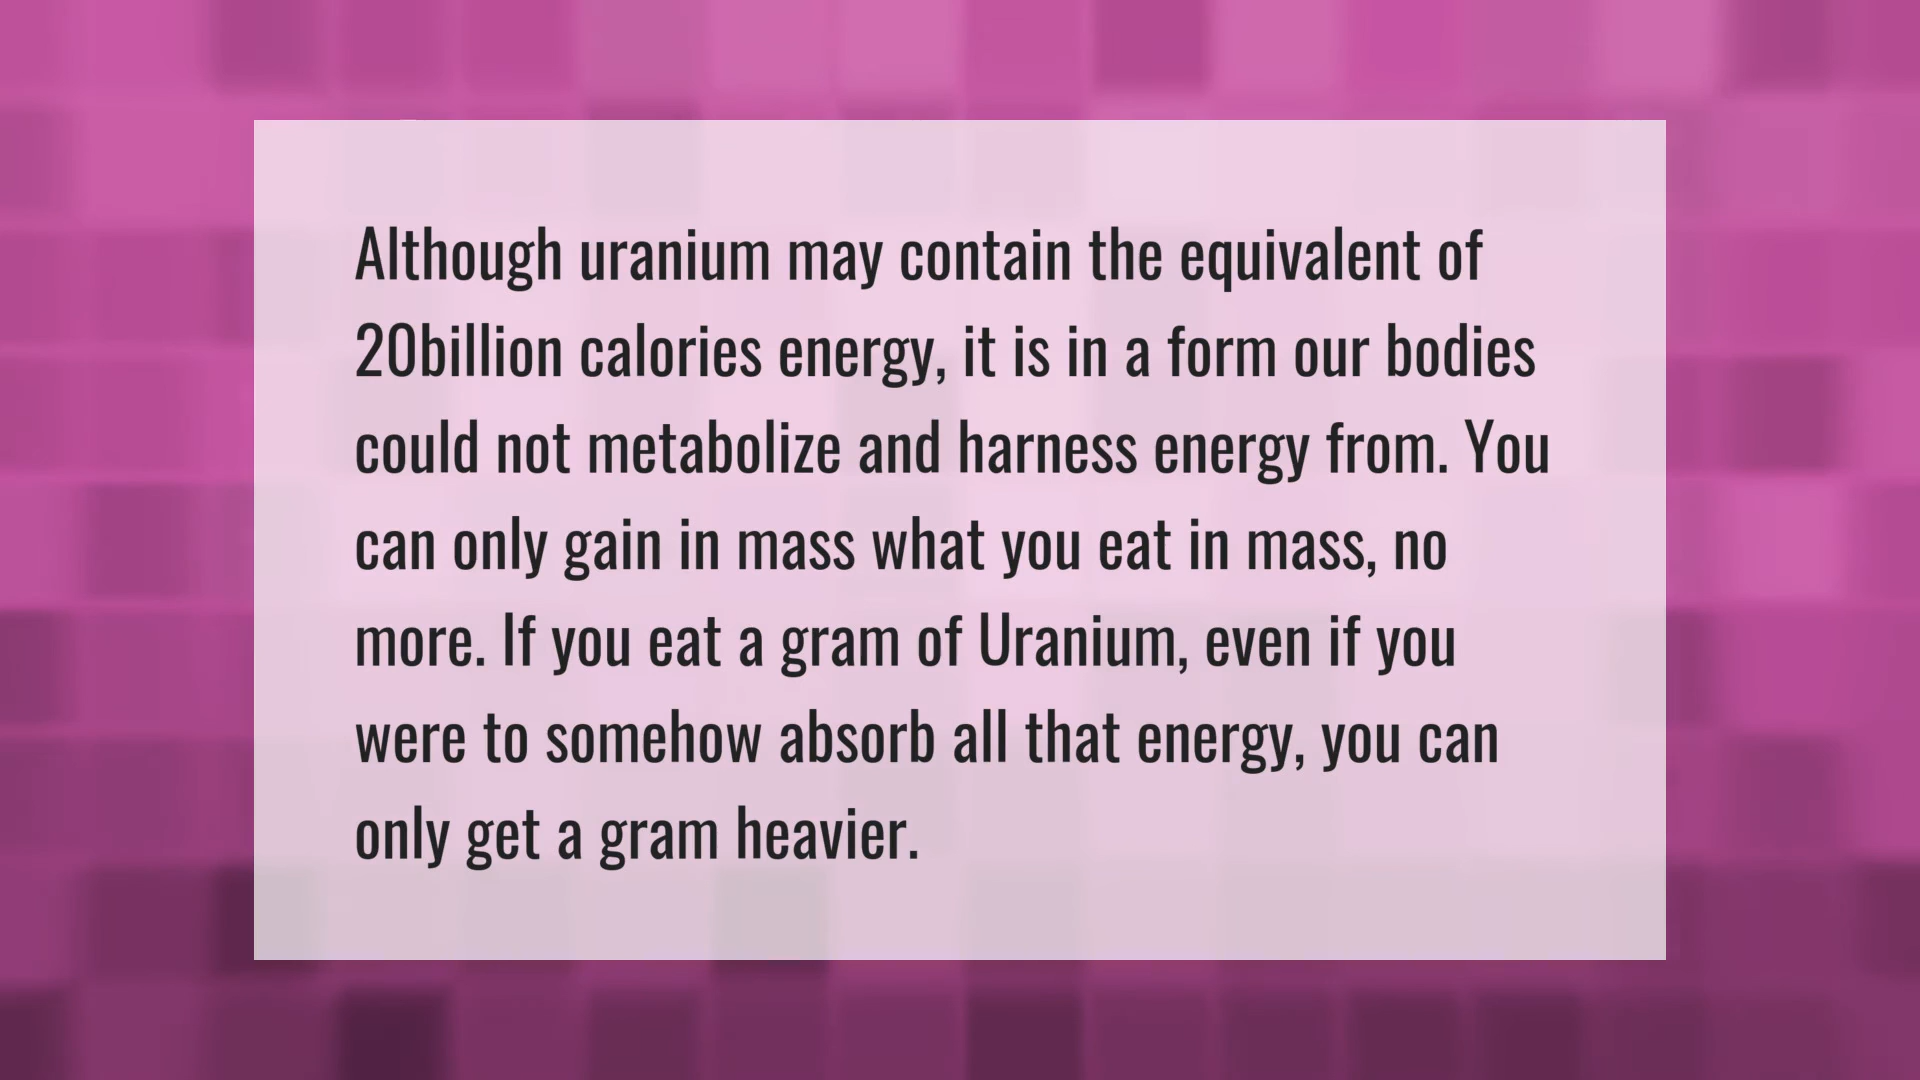 Although uranium may contain the equivalent of
20billion calories energy, it is in a form our bodies
could not metabolize and harness energy from. You
can only gain in mass what you eat in mass, no
more. If you eat a gram of Uranium, even if you
were to somehow absorb all that energy, you can
only get a gram heavier.